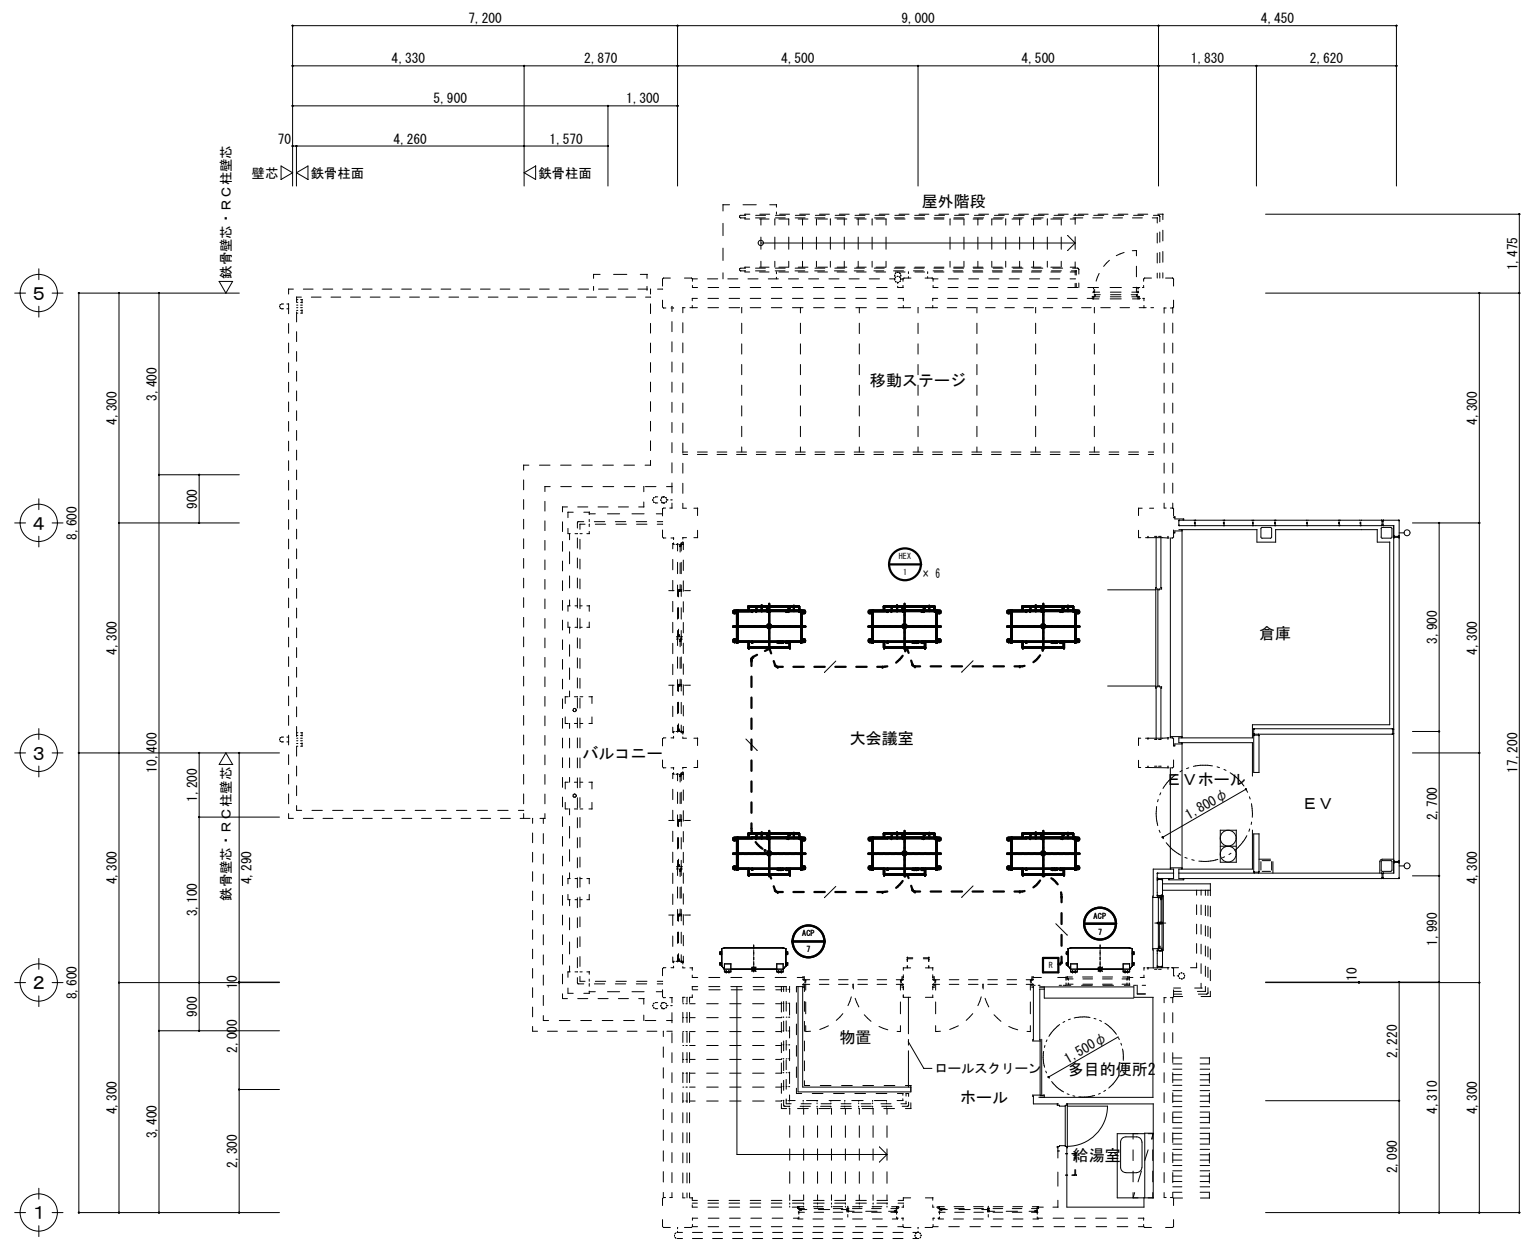 7,200
9,000
4,450
4,330
2,870
4,500
4,500
1,830
2,620
5,900
1,300
70
4,260
1,570
壁芯
鉄骨柱面
鉄骨柱面
鉄骨壁芯・RC柱壁芯
屋外階段
1,475
5
3,400
4,300
4,300
移動ステージ
900
4
8,600
HEX
1
× 6
倉庫
3,900
4,300
4,300
大会議室
バルコニー
3
10,400
17,200
EVホール
1,800φ
EV
1,200
2,700
鉄骨壁芯・RC柱壁芯
4,290
4,300
4,300
3,100
ACP
7
ACP
7
1,990
R
2
8,600
10
10
900
2,000
物置
1,500φ
2,220
ロールスクリーン
多目的便所2
ホール
4,300
3,400
4,310
4,300
2,300
給湯室
2,090
1